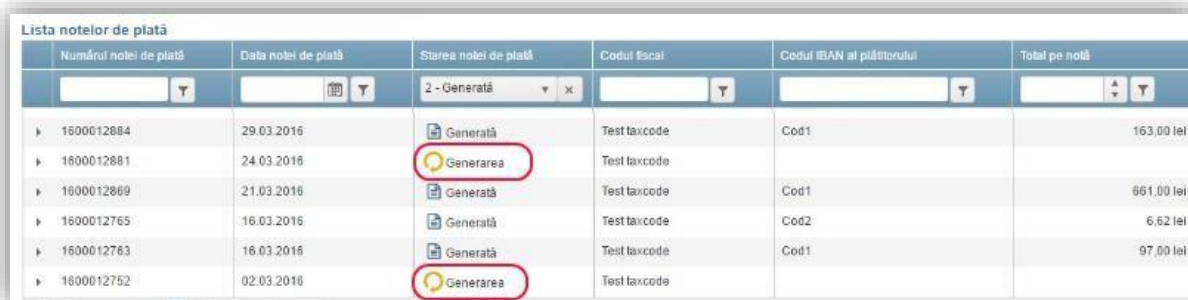 Lista notelor de plată
Numărul notei de plată Data notei de plată Starea notei de plată Codul fiscal Codul IBAN al plătitorului Total pe notă
2 - Generată
1600012884 29.03.2016 Generată Test taxcode Cod1 163,00 lei
1600012881 24.03.2016 Generarea Test taxcode
1600012869 21.03.2016 Generată Test taxcode Cod1 661,00 lei
1600012765 16.03.2016 Generată Test taxcode Cod2 6,62 lei
1600012763 16.03.2016 Generată Test taxcode Cod1 97,00 lei
1600012752 02.03.2016 Generarea Test taxcode